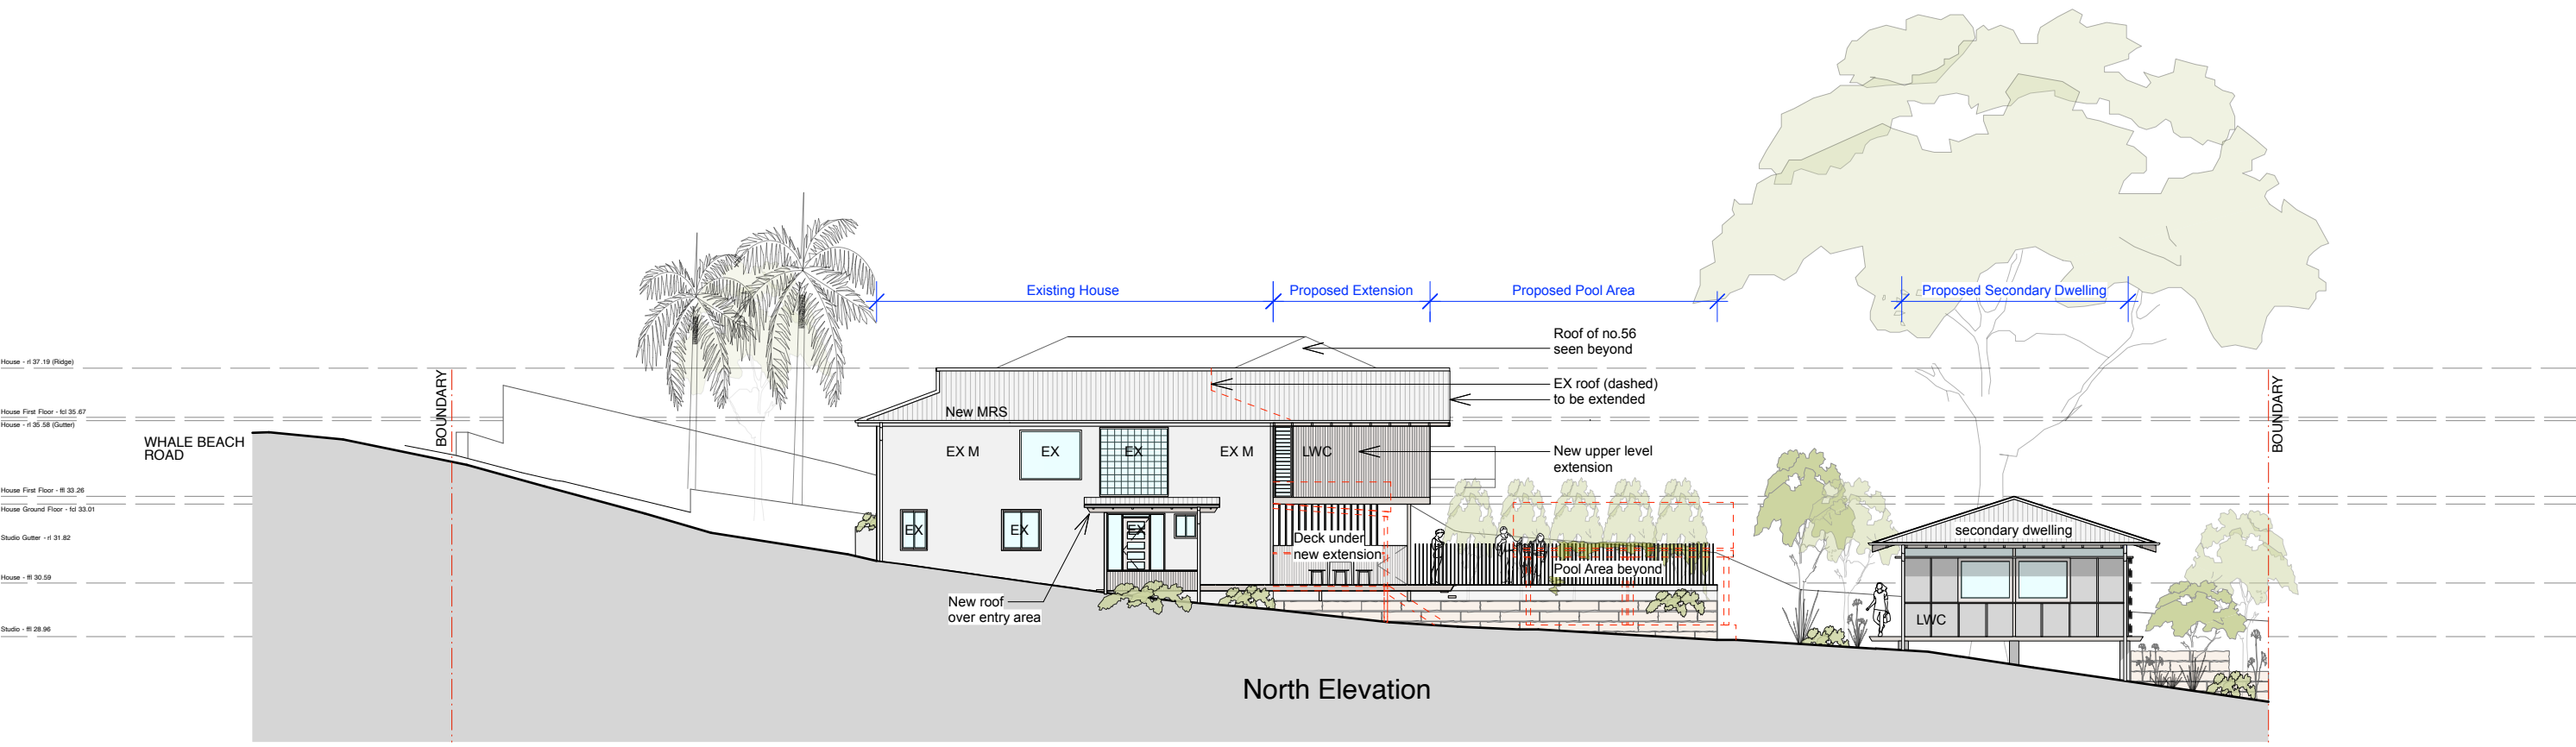 Existing House
Proposed Extension
Proposed Pool Area
Proposed Secondary Dwelling
Roof of no.56
seen beyond
House - rl 37.19 (Ridge)
BOUNDARY
BOUNDARY
EX roof (dashed)
to be extended
New MRS
House First Floor - fcl 35.67
House - rl 35.58 (Gutter)
WHALE BEACH
ROAD
EX M
EX
EX
EX M
LWC
New upper level
extension
House First Floor - ffl 33.26
House Ground Floor - fcl 33.01
Studio Gutter - rl 31.82
EX
EX
EX
Deck under
new extension
Pool Area beyond
secondary dwelling
House - ffl 30.59
New roof
over entry area
LWC
Studio - ffl 28.96
North Elevation